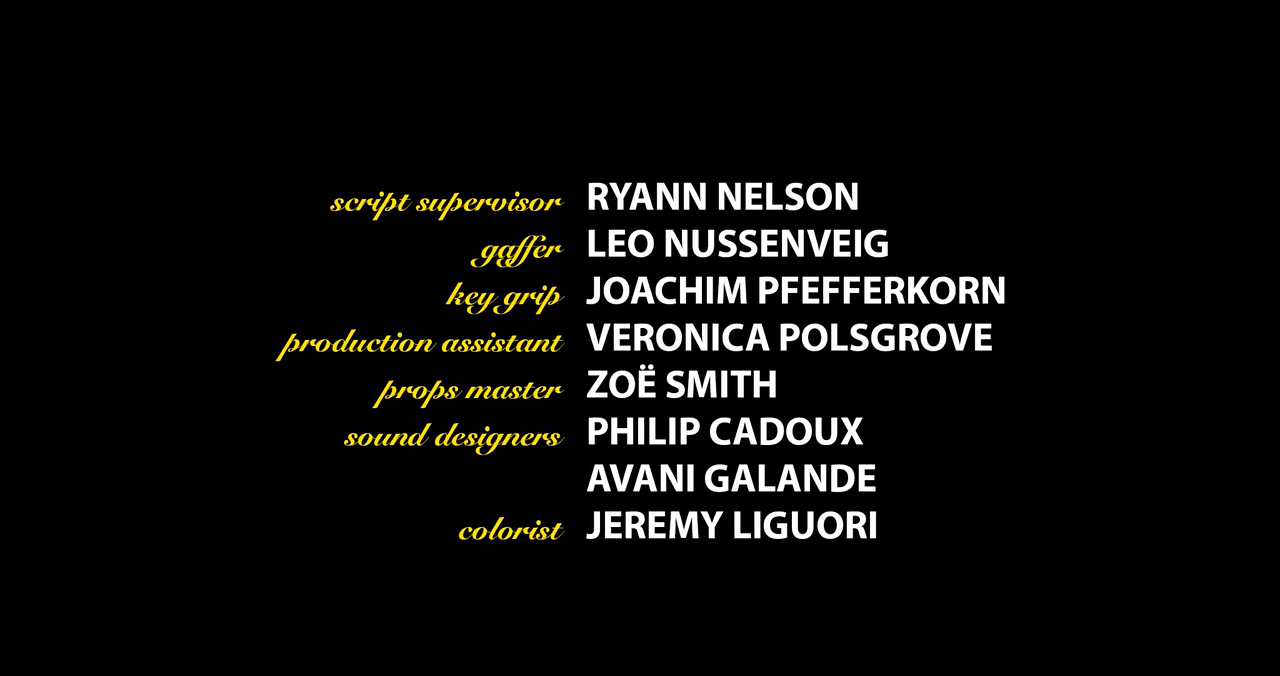 script supervisor RYANN NELSON
gaffer LEO NUSSENVEIG
key grip JOACHIM PFEFFERKORN
production assistant VERONICA POLSGROVE
props master ZOË SMITH
sound designers PHILIP CADOUX
AVANI GALANDE
colorist JEREMY LIGUORI